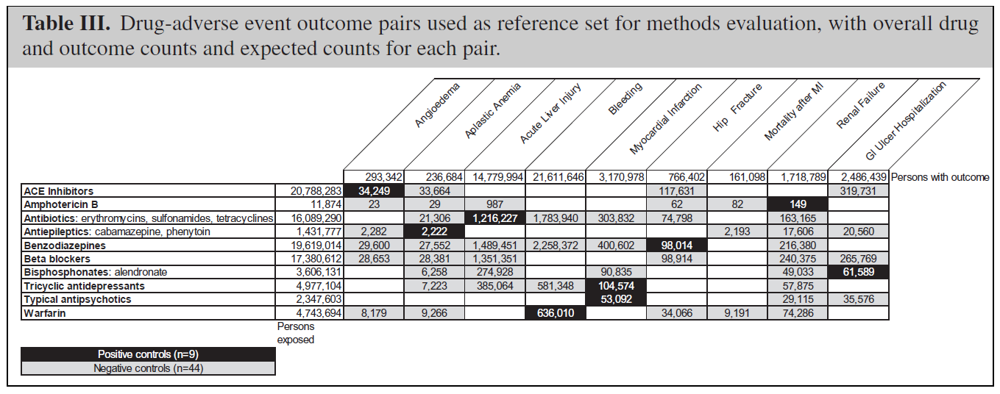 Table III. Drug-adverse event outcome pairs used as reference set for methods evaluation, with overall drug
and outcome counts and expected counts for each pair.
Angioedema
Aplastic Anemia
Acute Liver Injury
Bleeding
Myocardial Infarction
Hip Fracture
Mortality after MI
Renal Failure
GI Ulcer Hospitalization
293,342 236,684 14,779,994 21,611,646 3,170,978 766,402 161,098 1,718,789 2,486,439 Persons with outcome
ACE Inhibitors 20,788,283 34,249 33,664 117,631 319,731
Amphotericin B 11,874 23 29 987 62 82 149
Antibiotics: erythromycins, sulfonamides, tetracyclines 16,089,290 21,306 1,216,227 1,783,940 303,832 74,798 163,165
Antiepileptics: cabamazepine, phenytoin 1,431,777 2,282 2,222 2,193 17,606 20,560
Benzodiazepines 19,619,014 29,600 27,552 1,489,451 2,258,372 400,602 98,014 216,380
Beta blockers 17,380,612 28,653 28,381 1,351,351 98,914 240,375 265,769
Bisphosphonates: alendronate 3,606,131 6,258 274,928 90,835 49,033 61,589
Tricyclic antidepressants 4,977,104 7,223 385,064 581,348 104,574 57,875
Typical antipsychotics 2,347,603 53,092 29,115 35,576
Warfarin 4,743,694 8,179 9,266 636,010 34,066 9,191 74,286
Persons
exposed
Positive controls (n=9)
Negative controls (n=44)